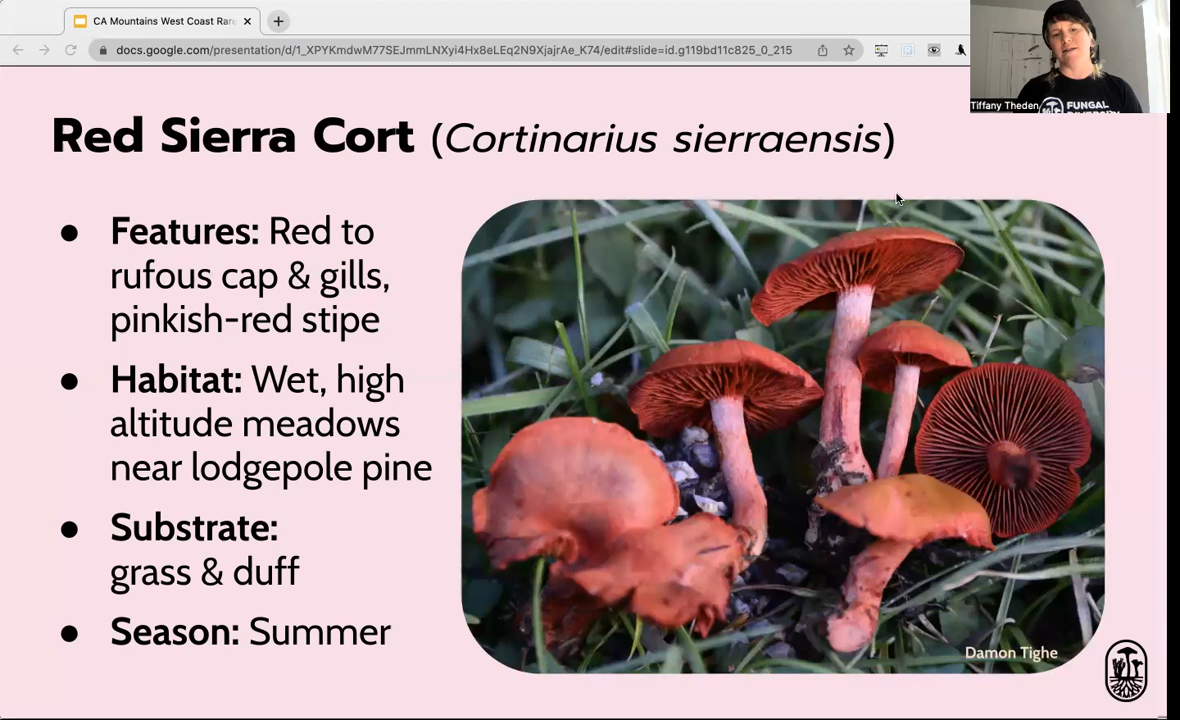 CA Mountains West Coast Rare
docs.google.com/presentation/d/1_XPYKmdwM77SEJmmLNXyi4Hx8eLEq2N9XjajrAe_K74/edit#slide=id.g119bd11c825_0_215
Tiffany Theden
FUNGAL
Red Sierra Cort (Cortinarius sierraensis)
● Features: Red to
rufous cap & gills,
pinkish-red stipe
● Habitat: Wet, high
altitude meadows
near lodgepole pine
● Substrate:
grass & duff
● Season: Summer
Damon Tighe